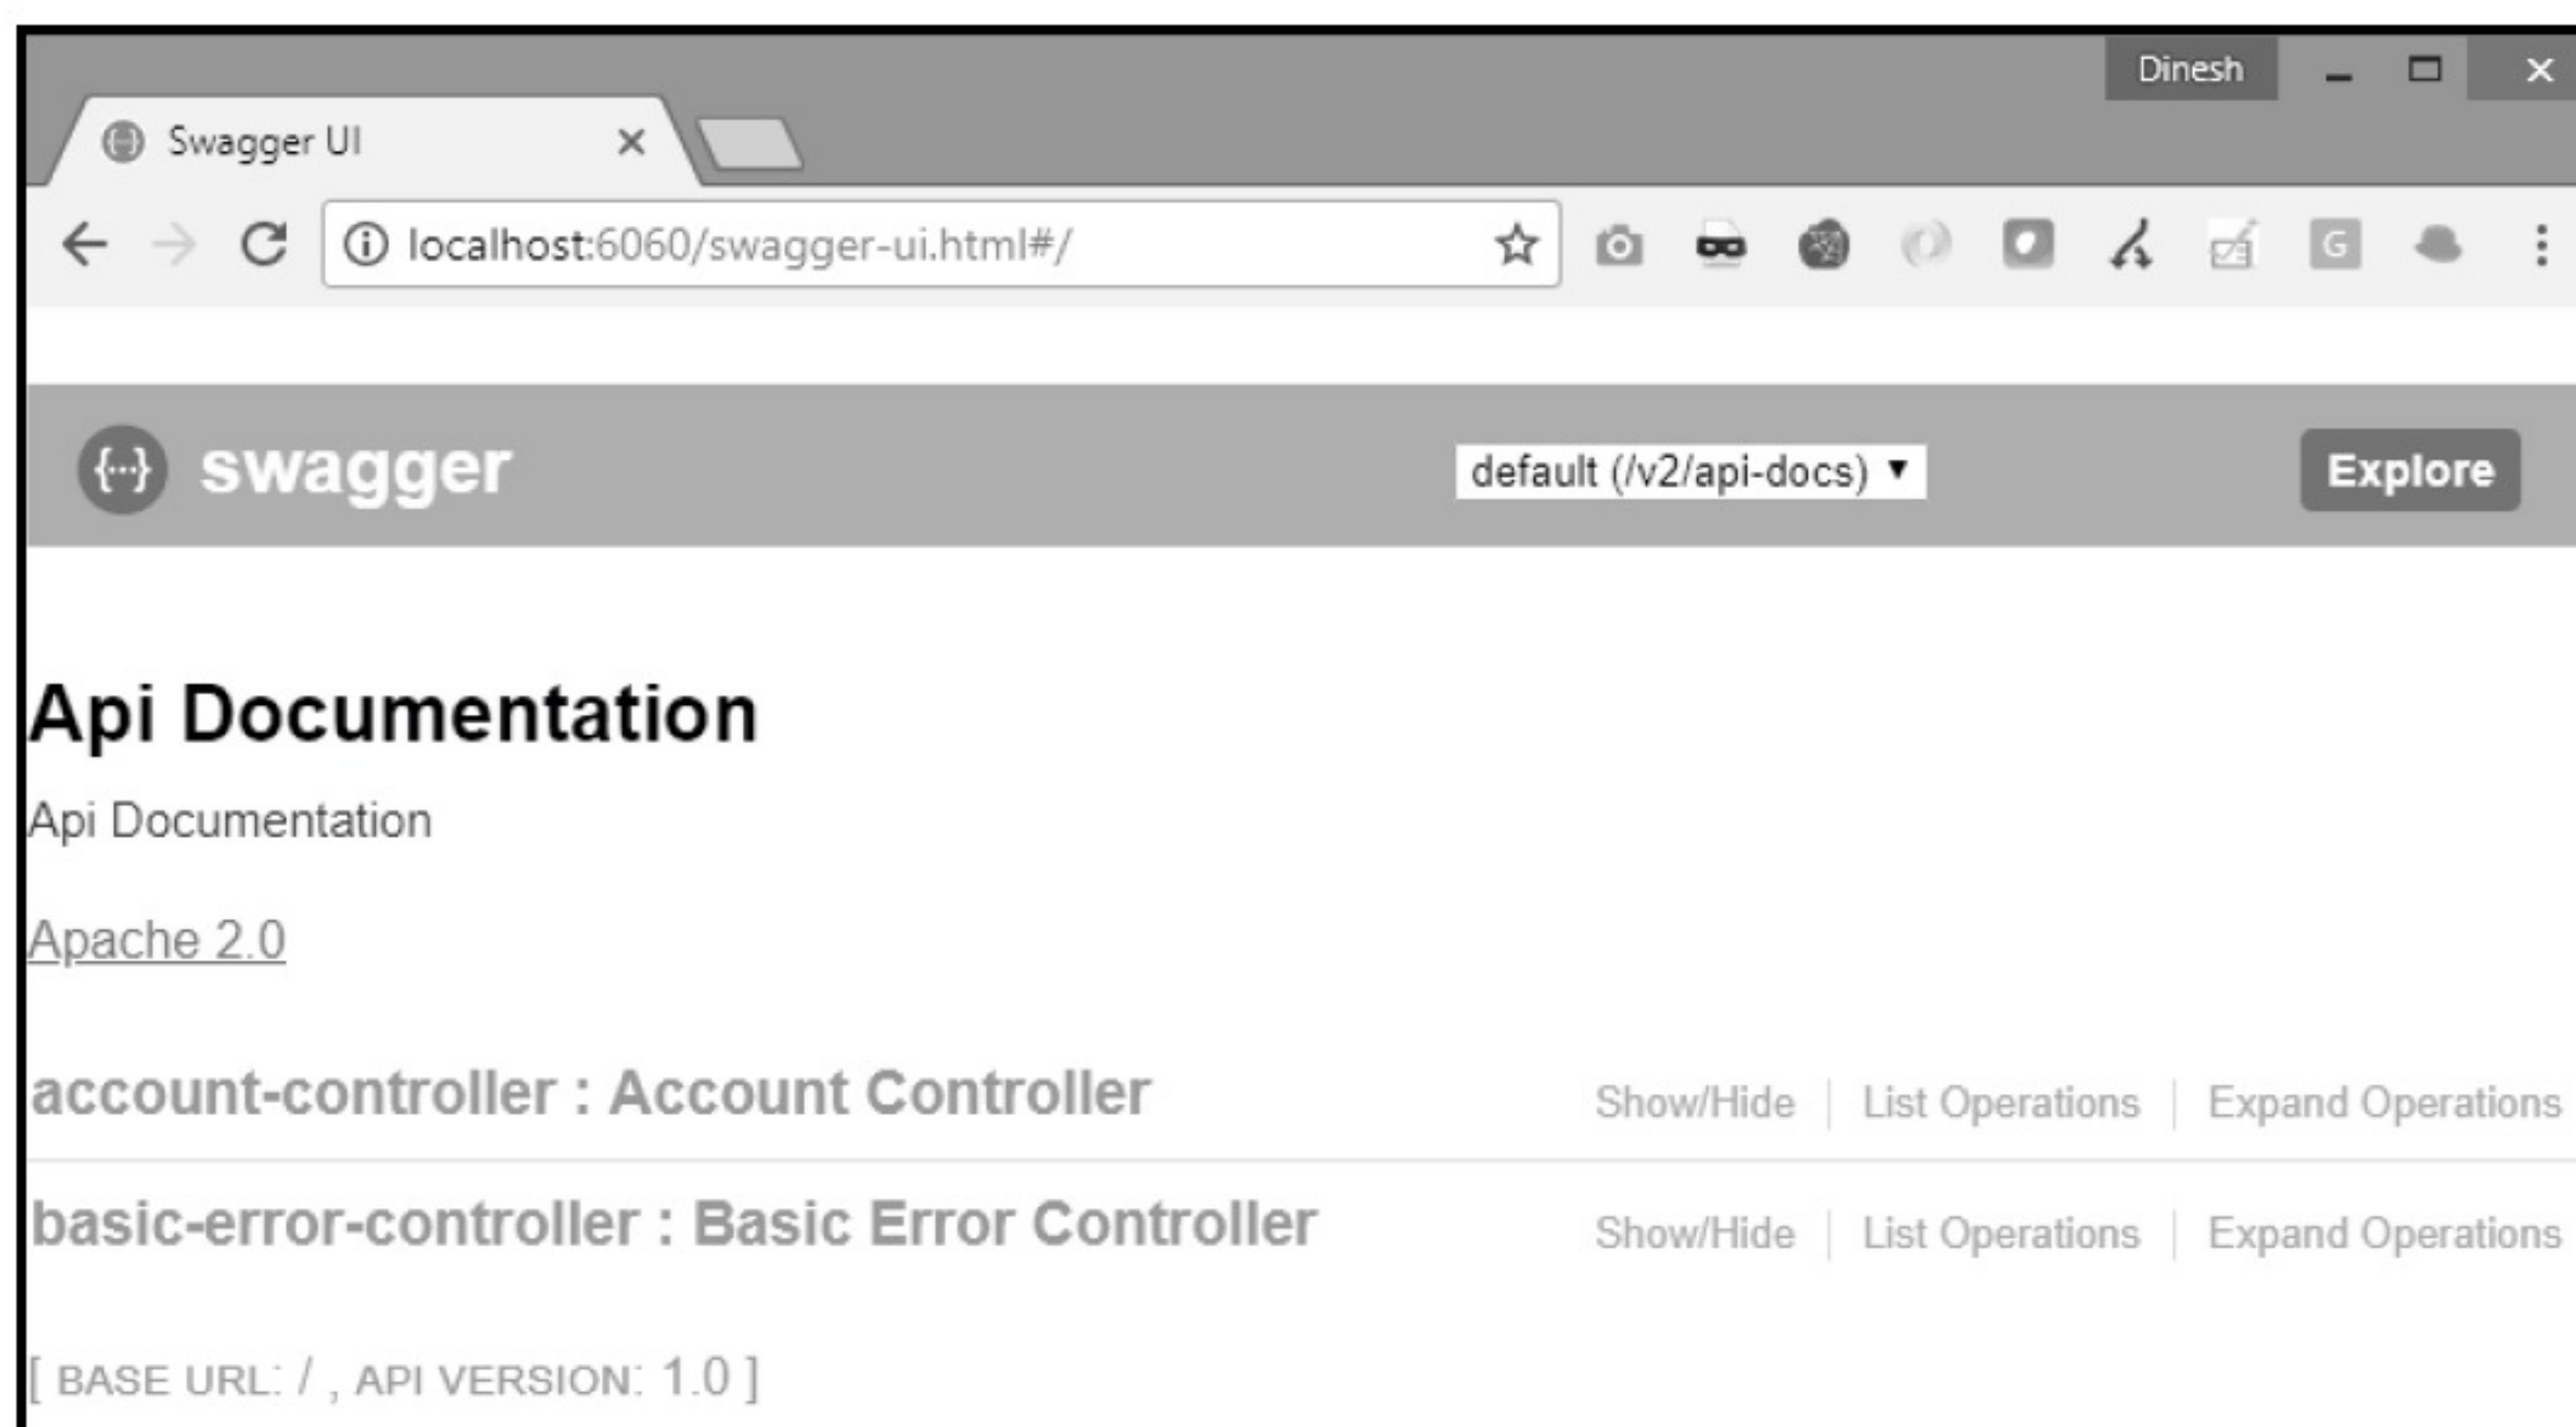 Dinesh
Swagger UI
localhost:6060/swagger-ui.html#/
G
{···} swagger default (/v2/api-docs) Explore
Api Documentation
Api Documentation
Apache 2.0
account-controller : Account Controller Show/Hide List Operations Expand Operations
basic-error-controller : Basic Error Controller Show/Hide List Operations Expand Operations
[ BASE URL: / , API VERSION: 1.0 ]